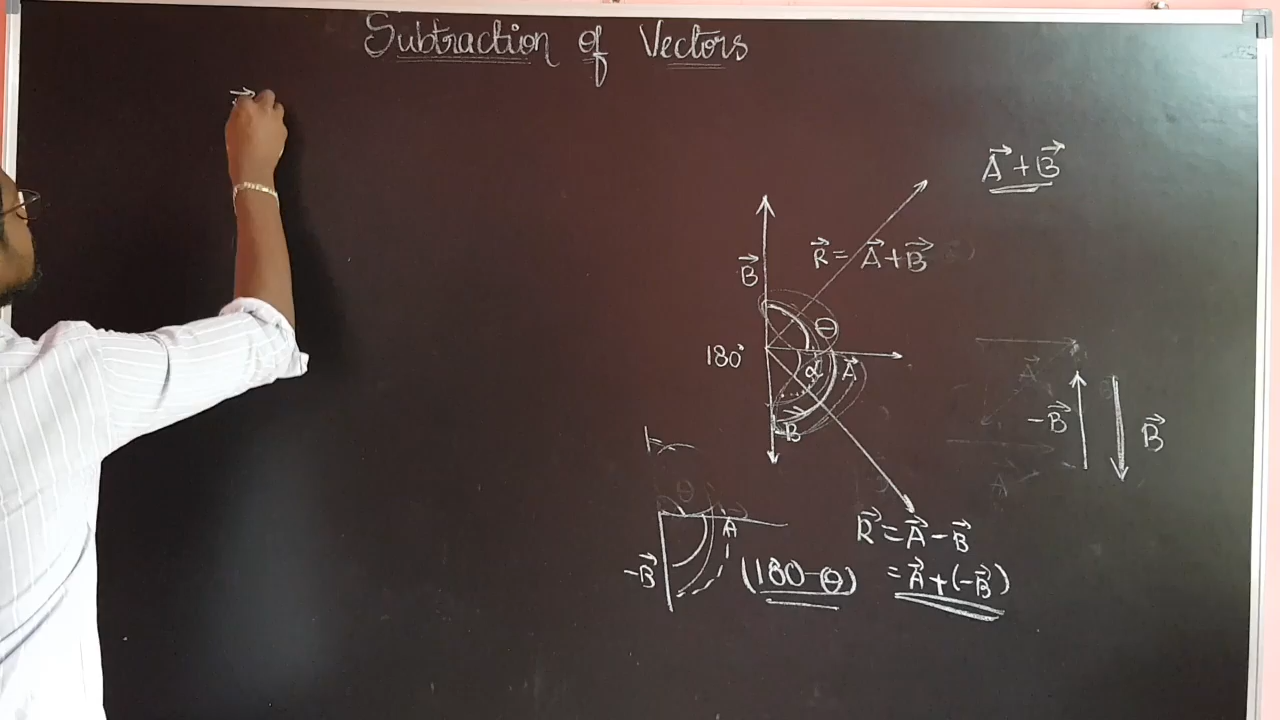 Subtraction of Vectors
A⃗ + B⃗
B⃗
R⃗ = A⃗ + B⃗
θ
180°
α
A⃗
B⃗
-B⃗
B⃗
θ
A
-B⃗
(180-θ)
R⃗ = A⃗ - B⃗
= A⃗ + (-B⃗)